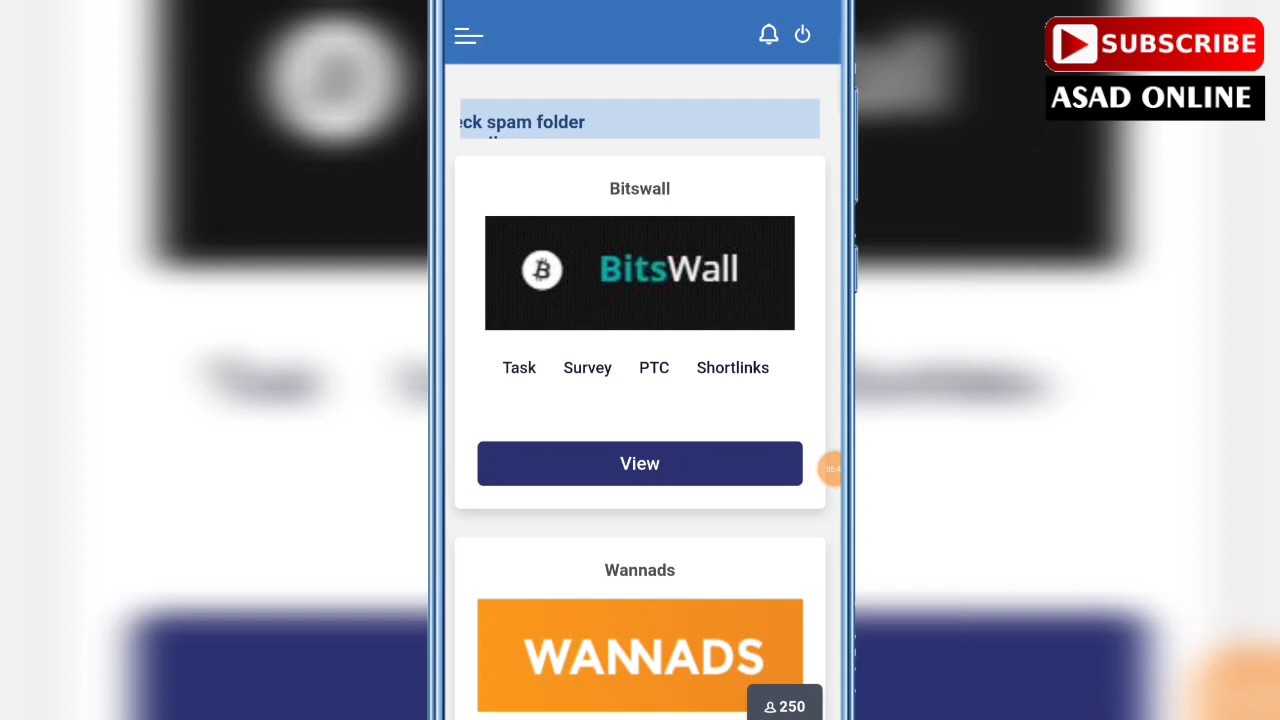 SUBSCRIBE
ASAD ONLINE
eck spam folder
Bitswall
BitsWall
Task Survey PTC Shortlinks
View
Wannads
WANNADS
250